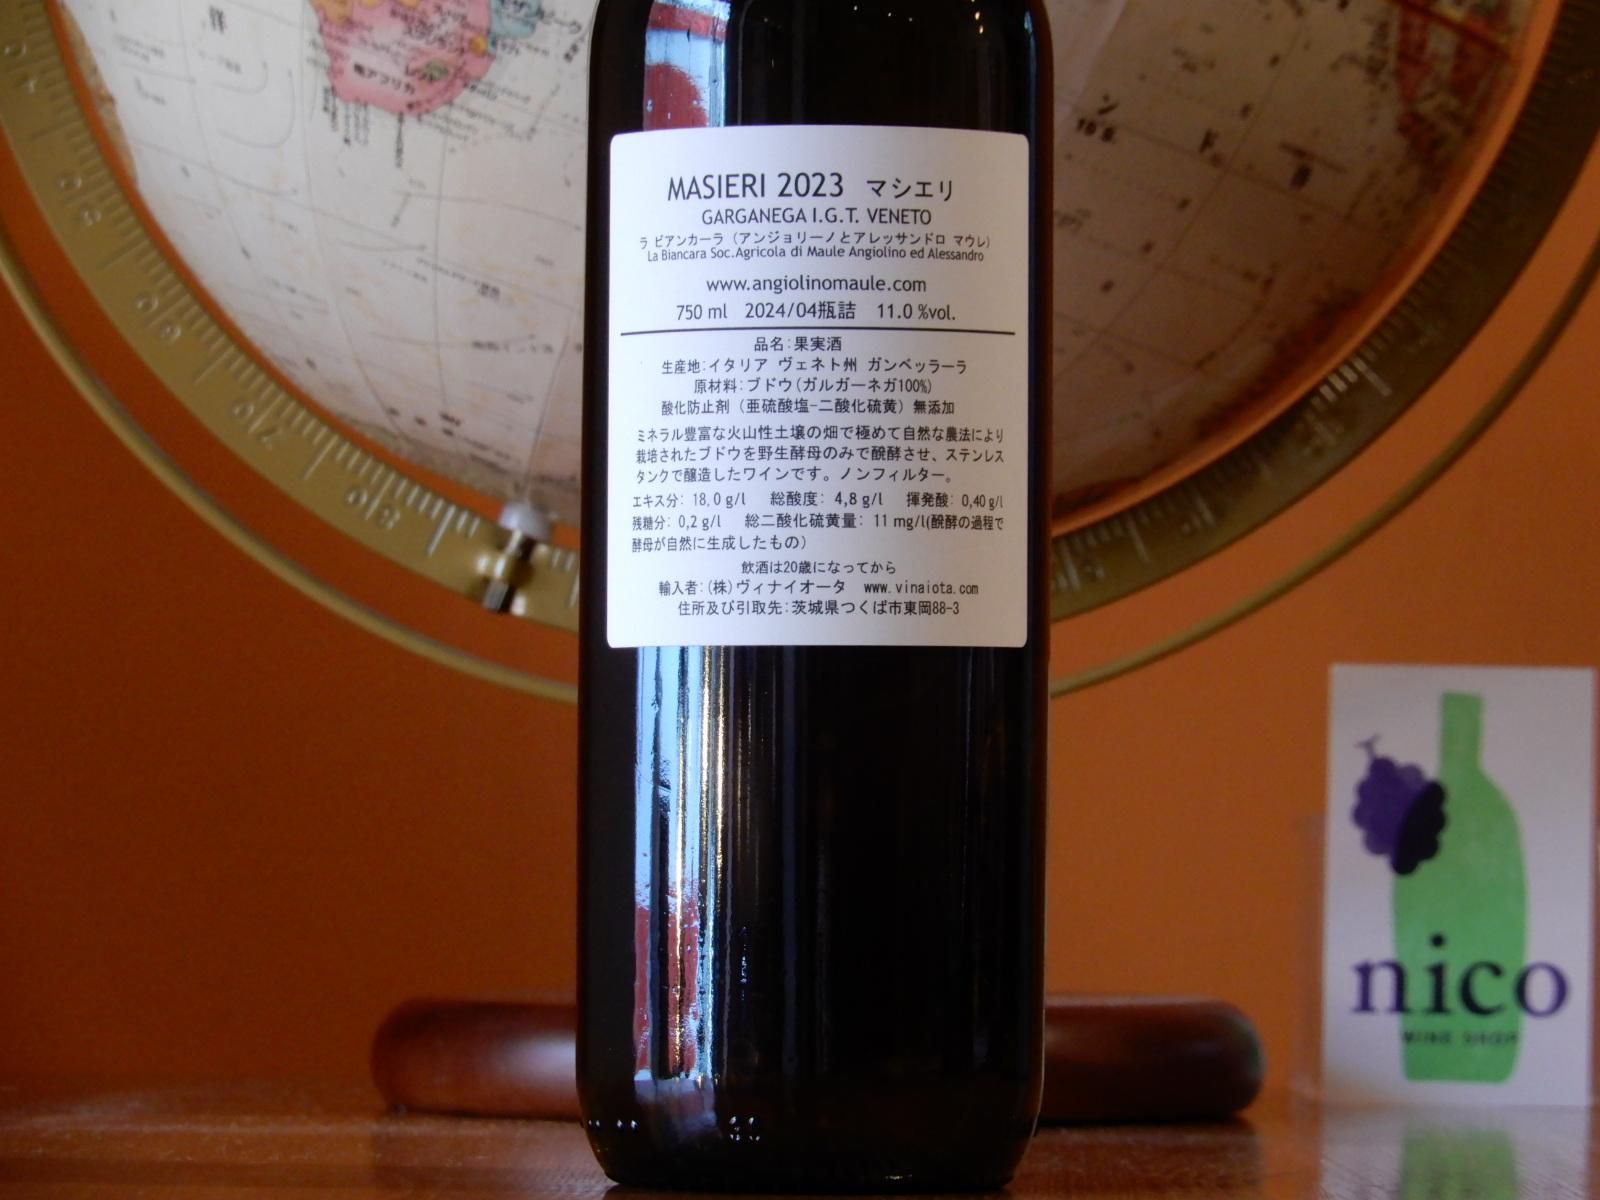 MASIERI 2023 マシエリ
GARGANEGA I.G.T. VENETO
ラ ビアンカーラ (アンジョリーノとアレッサンドロ マウレ)
La Biancara Soc.Agricola di Maule Angiolino ed Alessandro
www.angiolinomaule.com
750 ml 2024/04瓶詰 11.0 %vol.
品名:果実酒
生産地:イタリア ヴェネト州 ガンベッラーラ
原材料:ブドウ(ガルガーネガ100%)
酸化防止剤 (亜硫酸塩-二酸化硫黄) 無添加
ミネラル豊富な火山性土壌の畑で極めて自然な農法により
栽培されたブドウを野生酵母のみで醗酵させ、ステンレス
タンクで醸造したワインです。ノンフィルター。
エキス分: 18,0 g/l 総酸度: 4,8 g/l 揮発酸: 0,40 g/l
残糖分: 0,2 g/l 総二酸化硫黄量: 11 mg/l(醗酵の過程で
酵母が自然に生成したもの)
飲酒は20歳になってから
輸入者:(株)ヴィナイオータ www.vinaiota.com
住所及び引取先:茨城県つくば市東岡88-3
nico
WINE SHOP
洋
南アフリカ
ン
ド
15 S.
70
80